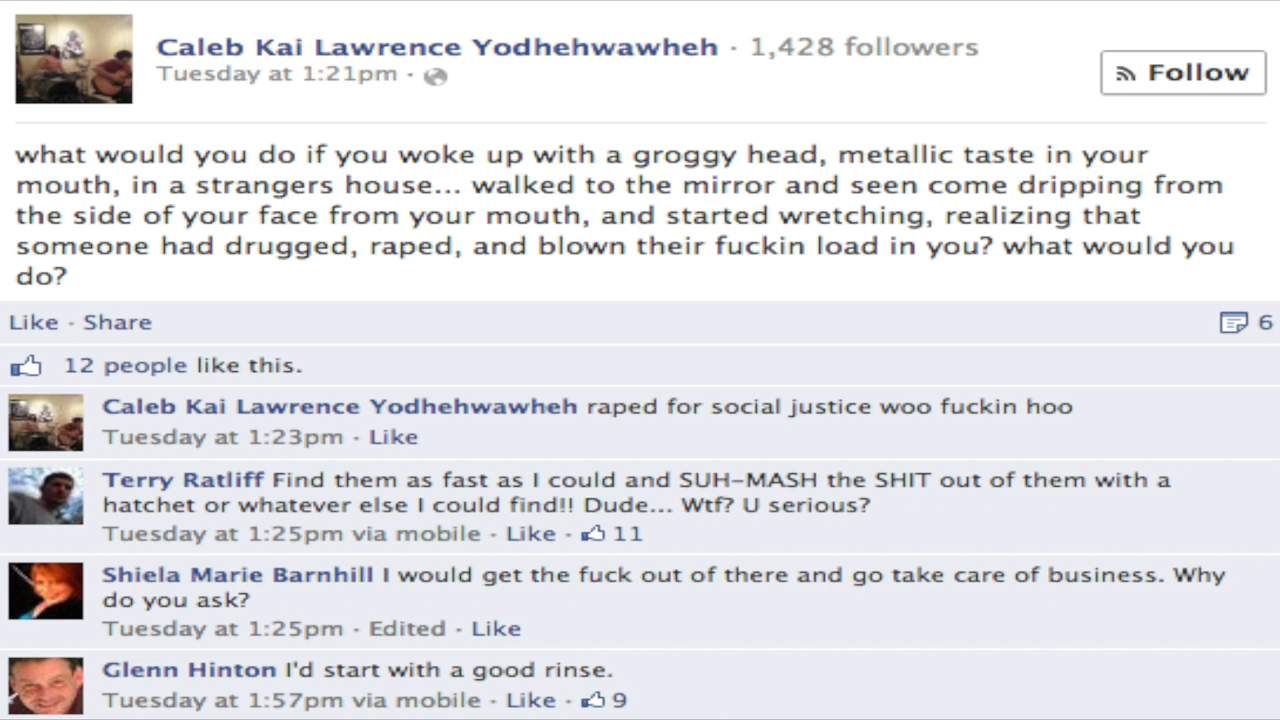 Caleb Kai Lawrence Yodhehwawheh · 1,428 followers
Tuesday at 1:21pm ·
Follow
what would you do if you woke up with a groggy head, metallic taste in your
mouth, in a strangers house... walked to the mirror and seen come dripping from
the side of your face from your mouth, and started wretching, realizing that
someone had drugged, raped, and blown their fuckin load in you? what would you
do?
Like · Share
6
12 people like this.
Caleb Kai Lawrence Yodhehwawheh raped for social justice woo fuckin hoo
Tuesday at 1:23pm · Like
Terry Ratliff Find them as fast as I could and SUH-MASH the SHIT out of them with a
hatchet or whatever else I could find!! Dude... Wtf? U serious?
Tuesday at 1:25pm via mobile · Like · 11
Shiela Marie Barnhill I would get the fuck out of there and go take care of business. Why
do you ask?
Tuesday at 1:25pm · Edited · Like
Glenn Hinton I'd start with a good rinse.
Tuesday at 1:57pm via mobile · Like · 9